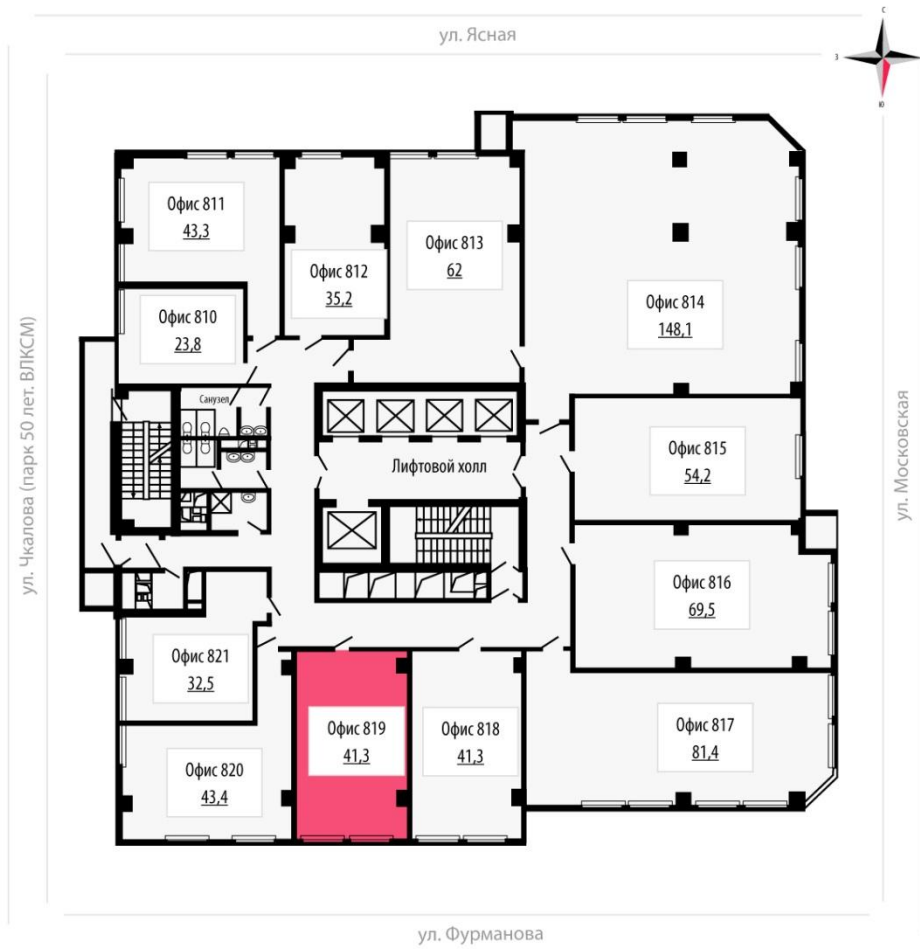 ул. Ясная
С
З
Ю
Офис 811
43,3
Офис 812
35,2
Офис 813
62
Офис 814
148,1
Офис 810
23,8
Санузел
Лифтовой холл
Офис 815
54,2
Офис 816
69,5
Офис 821
32,5
Офис 819
41,3
Офис 818
41,3
Офис 817
81,4
Офис 820
43,4
ул. Чкалова (парк 50 лет. ВЛКСМ)
ул. Московская
ул. Фурманова